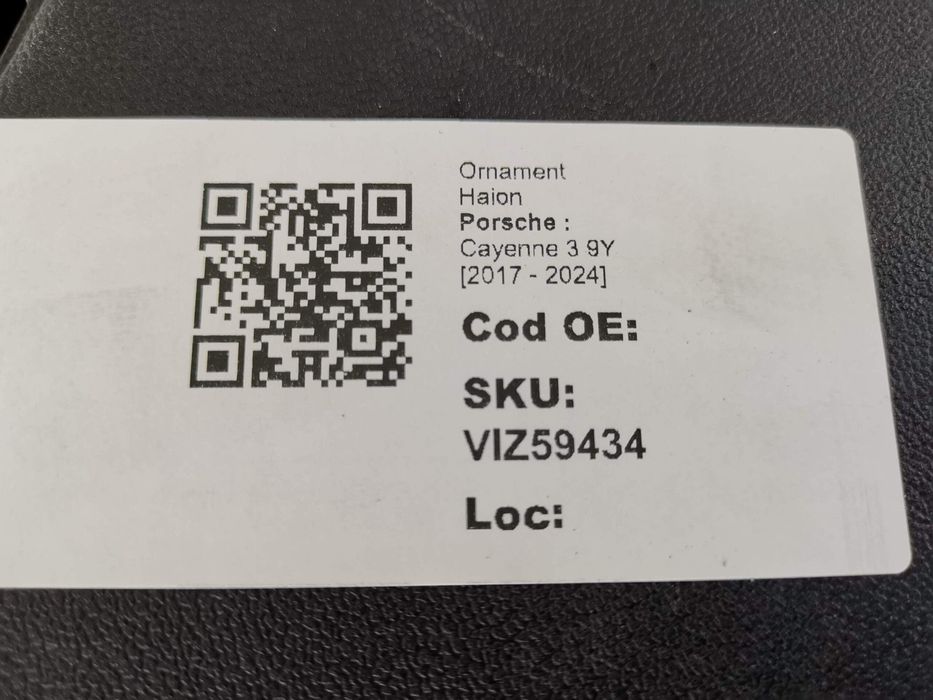 Ornament
Haion
Porsche :
Cayenne 3 9Y
[2017 - 2024]
Cod OE:
SKU:
VIZ59434
Loc: